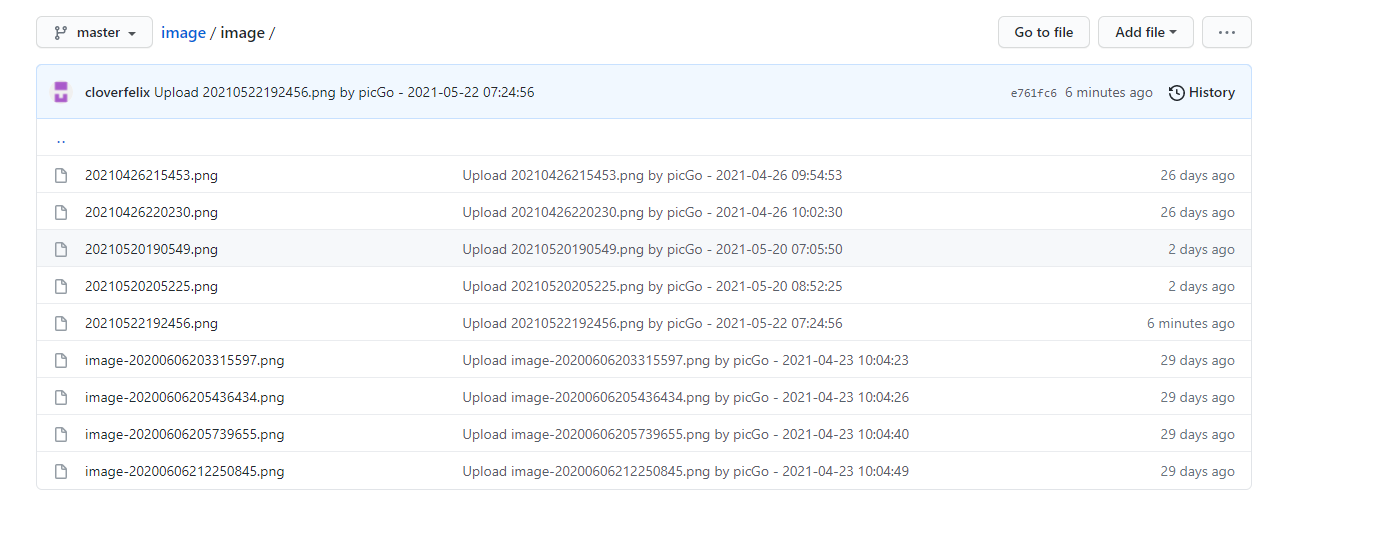 master image / image / Go to file Add file ...
cloverfelix Upload 20210522192456.png by picGo - 2021-05-22 07:24:56 e761fc6 6 minutes ago History
..
20210426215453.png Upload 20210426215453.png by picGo - 2021-04-26 09:54:53 26 days ago
20210426220230.png Upload 20210426220230.png by picGo - 2021-04-26 10:02:30 26 days ago
20210520190549.png Upload 20210520190549.png by picGo - 2021-05-20 07:05:50 2 days ago
20210520205225.png Upload 20210520205225.png by picGo - 2021-05-20 08:52:25 2 days ago
20210522192456.png Upload 20210522192456.png by picGo - 2021-05-22 07:24:56 6 minutes ago
image-20200606203315597.png Upload image-20200606203315597.png by picGo - 2021-04-23 10:04:23 29 days ago
image-20200606205436434.png Upload image-20200606205436434.png by picGo - 2021-04-23 10:04:26 29 days ago
image-20200606205739655.png Upload image-20200606205739655.png by picGo - 2021-04-23 10:04:40 29 days ago
image-20200606212250845.png Upload image-20200606212250845.png by picGo - 2021-04-23 10:04:49 29 days ago